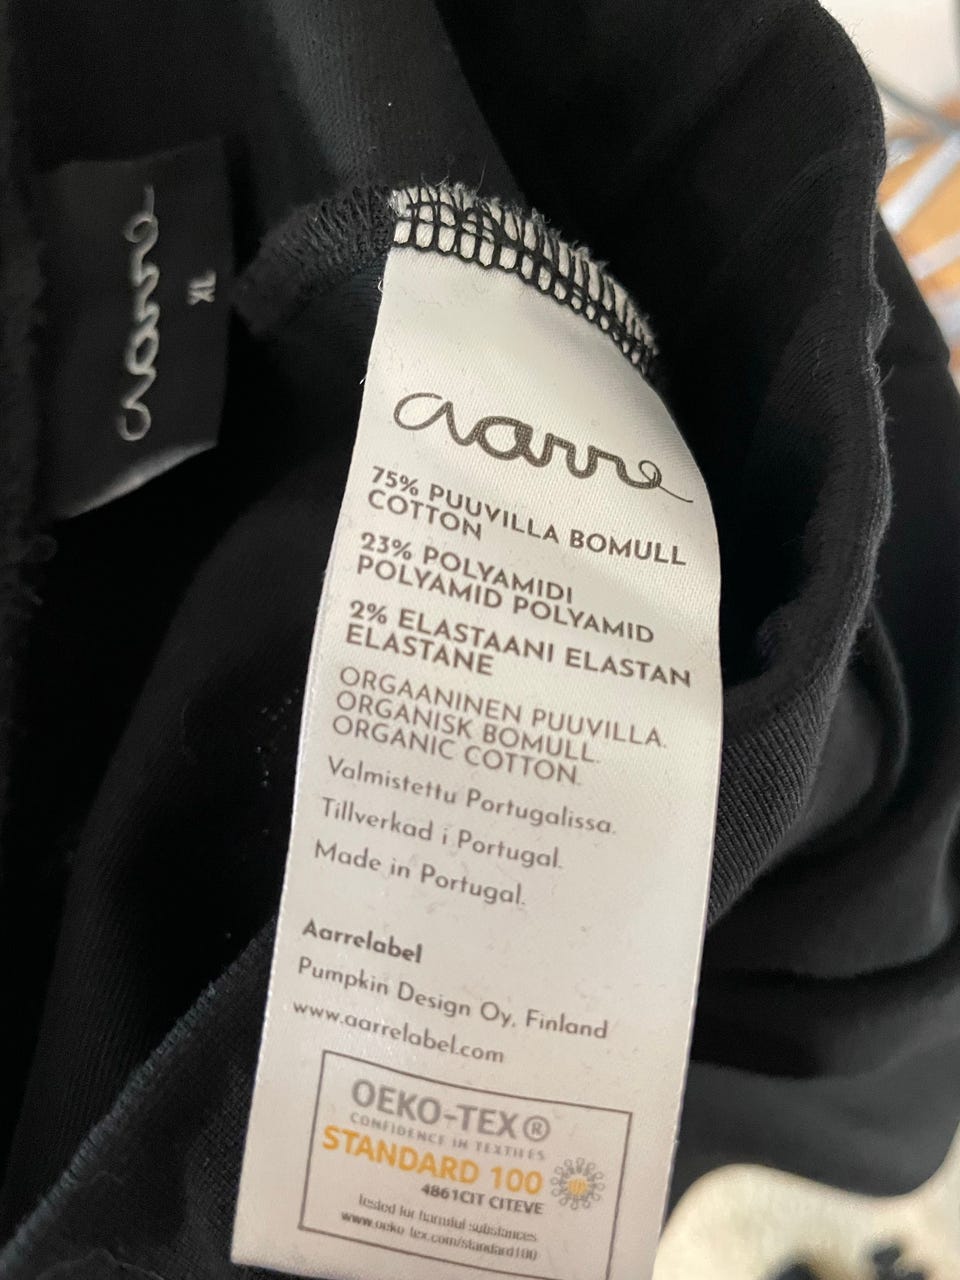 aarre
XL
aarre
75% PUUVILLA BOMULL
COTTON
23% POLYAMIDI
POLYAMID POLYAMID
2% ELASTAANI ELASTAN
ELASTANE
ORGAANINEN PUUVILLA.
ORGANISK BOMULL.
ORGANIC COTTON.
Valmistettu Portugalissa.
Tillverkad i Portugal.
Made in Portugal.
Aarrelabel
Pumpkin Design Oy, Finland
www.aarrelabel.com
OEKO-TEX®
CONFIDENCE IN TEXTILES
STANDARD 100
4861CIT CITEVE
Tested for harmful substances
www.oeko-tex.com/standard100